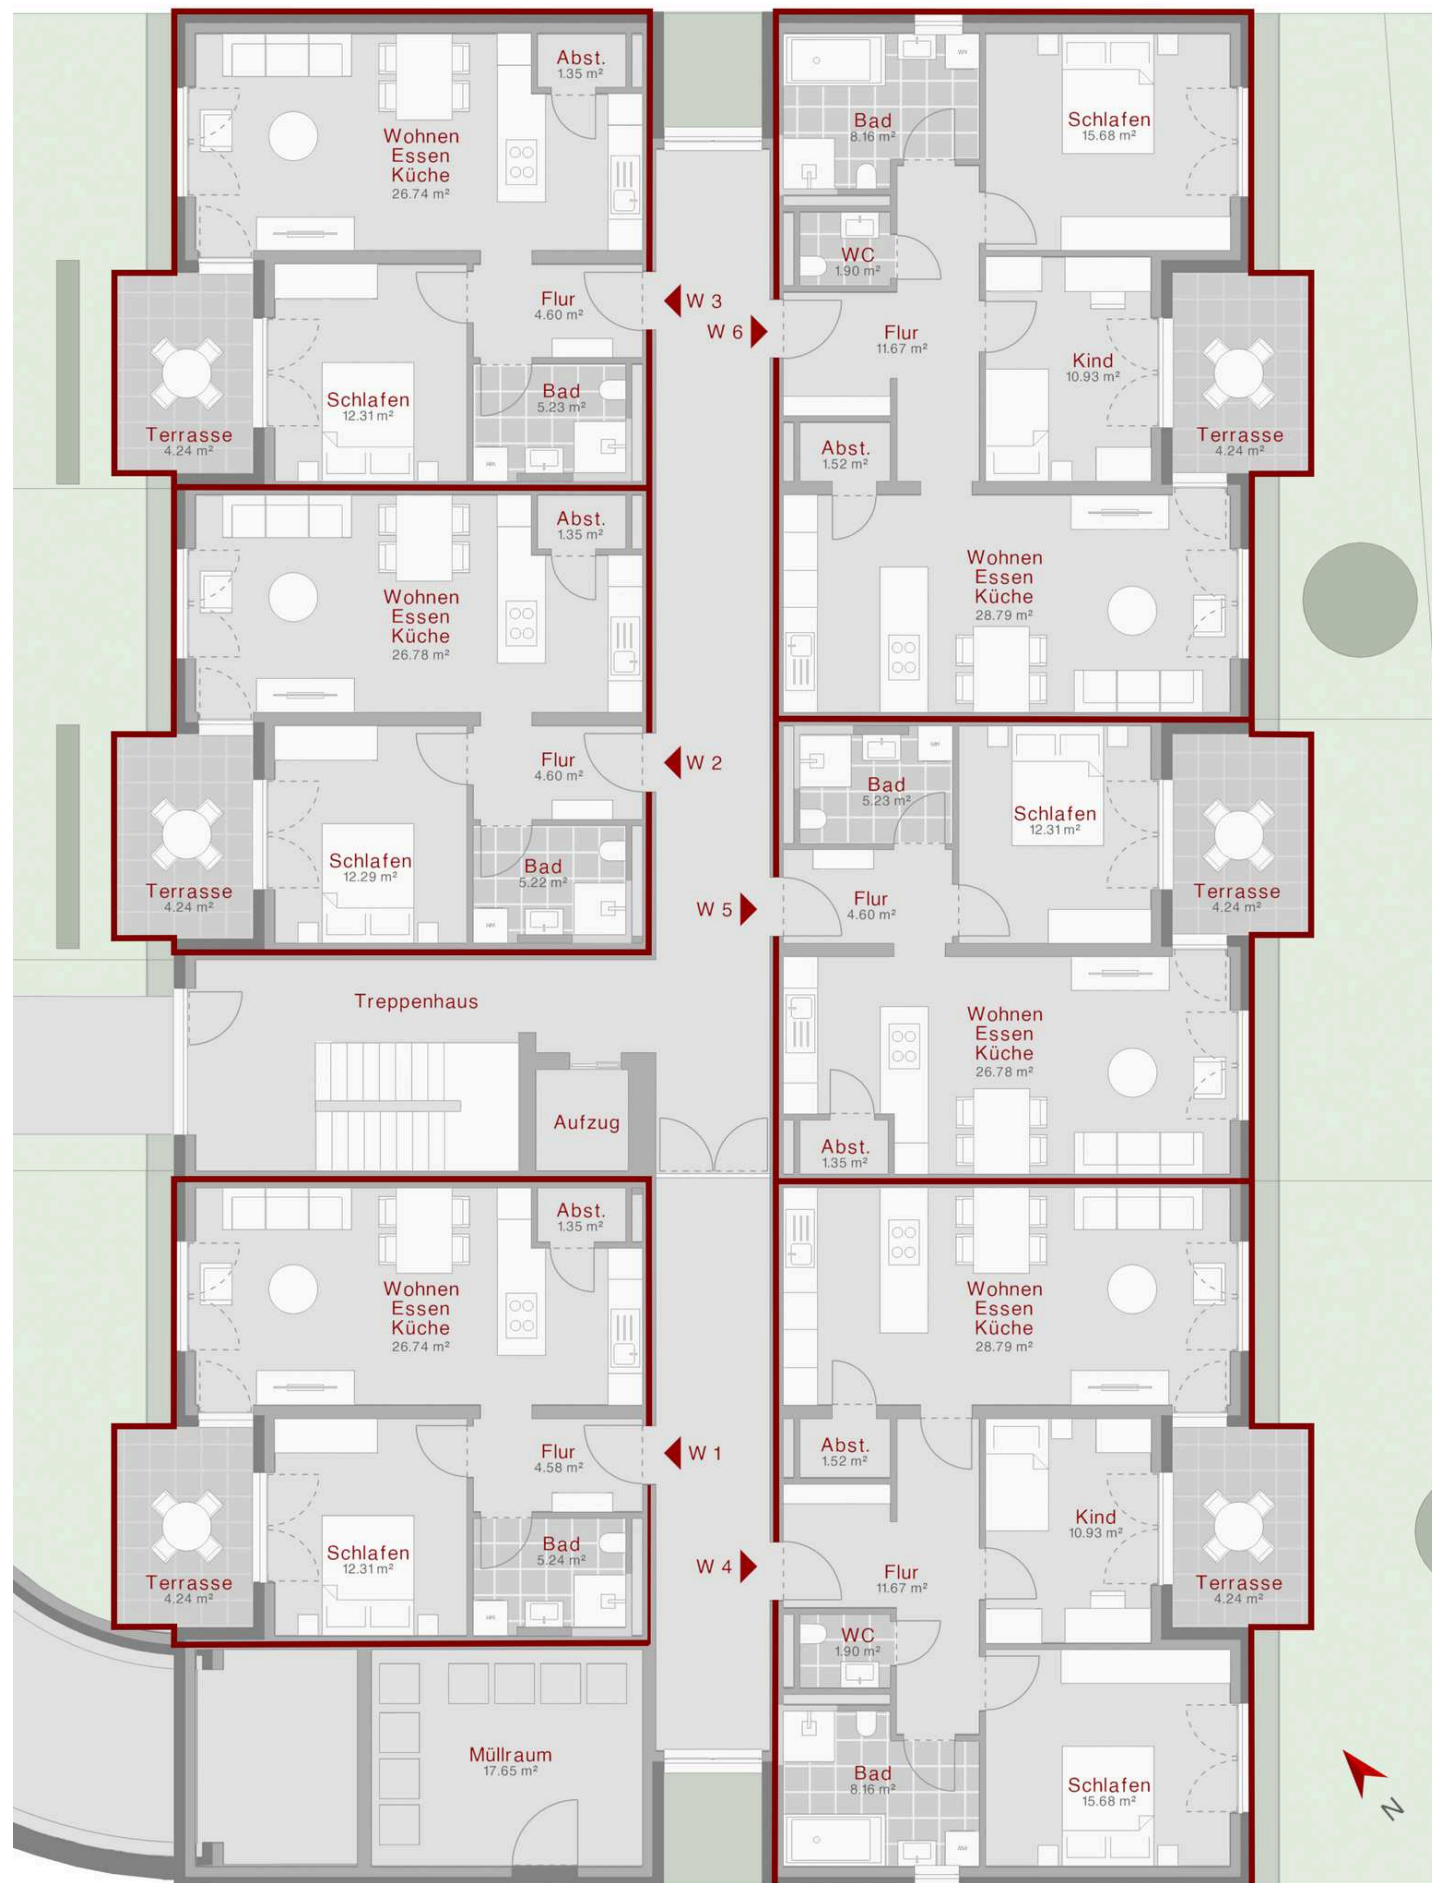 Abst.
1.35 m²
Wohnen
Essen
Küche
26.74 m²
Flur
4.60 m²
Schlafen
12.31 m²
Bad
5.23 m²
Terrasse
4.24 m²
W 3
W 6
Bad
8.16 m²
Schlafen
15.68 m²
WC
1.90 m²
Flur
11.67 m²
Kind
10.93 m²
Terrasse
4.24 m²
Abst.
1.52 m²
Wohnen
Essen
Küche
28.79 m²
Abst.
1.35 m²
Wohnen
Essen
Küche
26.78 m²
Flur
4.60 m²
Schlafen
12.29 m²
Bad
5.22 m²
Terrasse
4.24 m²
W 2
W 5
Bad
5.23 m²
Schlafen
12.31 m²
Flur
4.60 m²
Terrasse
4.24 m²
Wohnen
Essen
Küche
26.78 m²
Abst.
1.35 m²
Treppenhaus
Aufzug
Abst.
1.35 m²
Wohnen
Essen
Küche
26.74 m²
Flur
4.58 m²
Schlafen
12.31 m²
Bad
5.24 m²
Terrasse
4.24 m²
W 1
W 4
Wohnen
Essen
Küche
28.79 m²
Abst.
1.52 m²
Kind
10.93 m²
Flur
11.67 m²
Terrasse
4.24 m²
WC
1.90 m²
Bad
8.16 m²
Schlafen
15.68 m²
Müllraum
17.65 m²
N